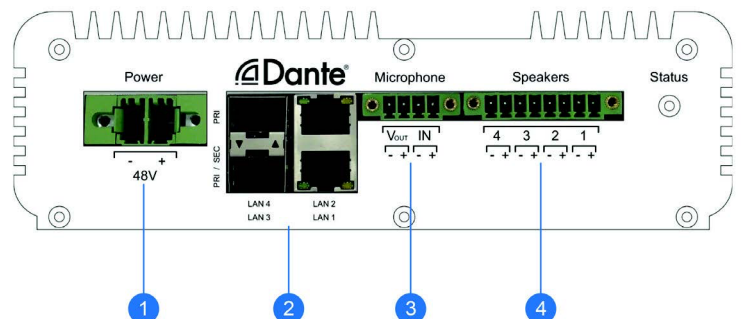 Power
Dante®
Microphone
Speakers
Status
PRI
PRI / SEC
VOUT IN
4 3 2 1
- +
- + - +
- + - + - + - +
48V
LAN 4 LAN 2
LAN 3 LAN 1
1
2
3
4